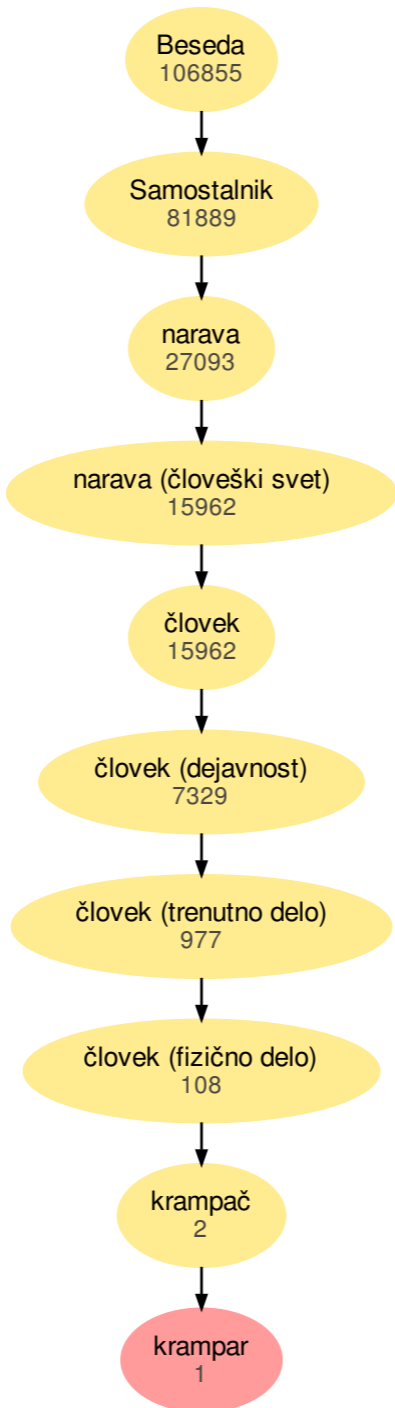 Beseda
106855
Samostalnik
81889
narava
27093
narava (človeški svet)
15962
človek
15962
človek (dejavnost)
7329
človek (trenutno delo)
977
človek (fizično delo)
108
krampač
2
krampar
1